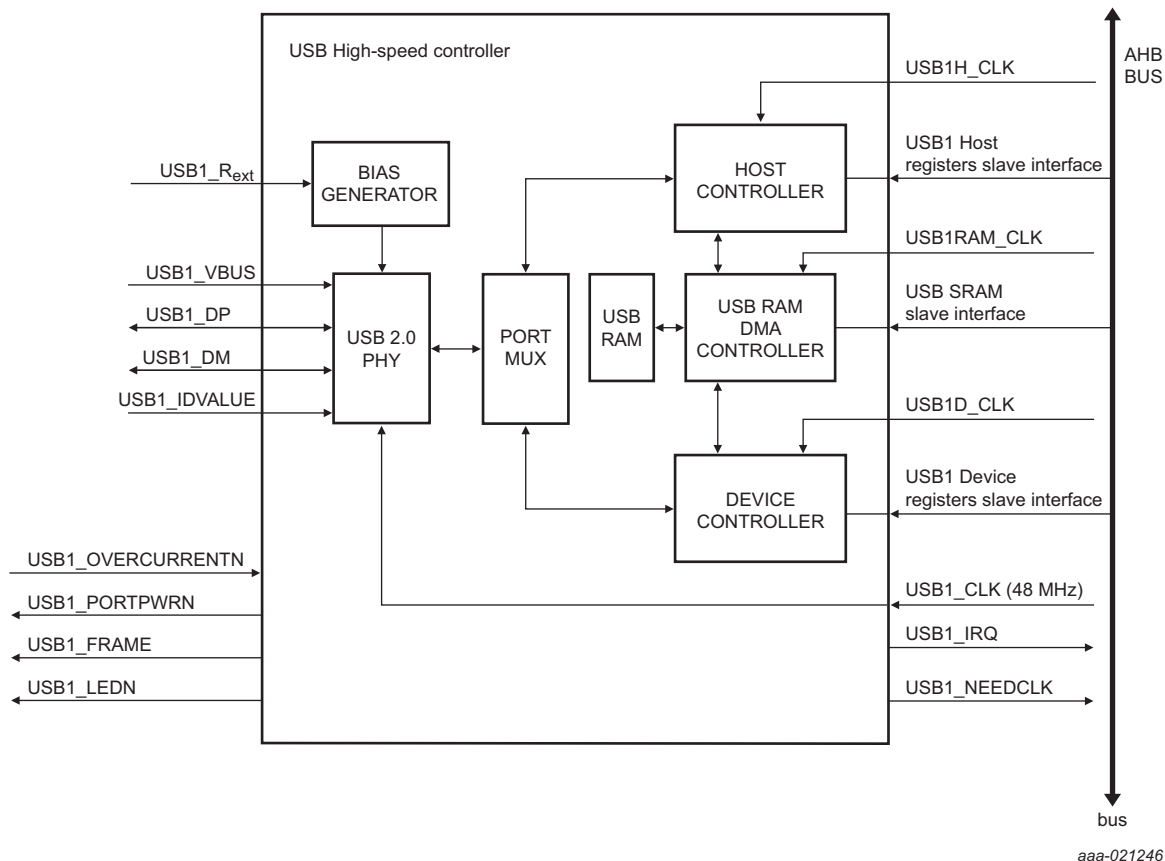 USB High-speed controller
AHB
BUS
USB1H_CLK
USB1 Host
registers slave interface
USB1_Rext
BIAS
GENERATOR
HOST
CONTROLLER
USB1RAM_CLK
USB1_VBUS
USB1_DP
USB1_DM
USB1_IDVALUE
USB 2.0
PHY
PORT
MUX
USB
RAM
USB RAM
DMA
CONTROLLER
USB SRAM
slave interface
USB1D_CLK
DEVICE
CONTROLLER
USB1 Device
registers slave interface
USB1_OVERCURRENTN
USB1_PORTPWRN
USB1_FRAME
USB1_LEDN
USB1_CLK (48 MHz)
USB1_IRQ
USB1_NEEDCLK
bus
aaa-021246